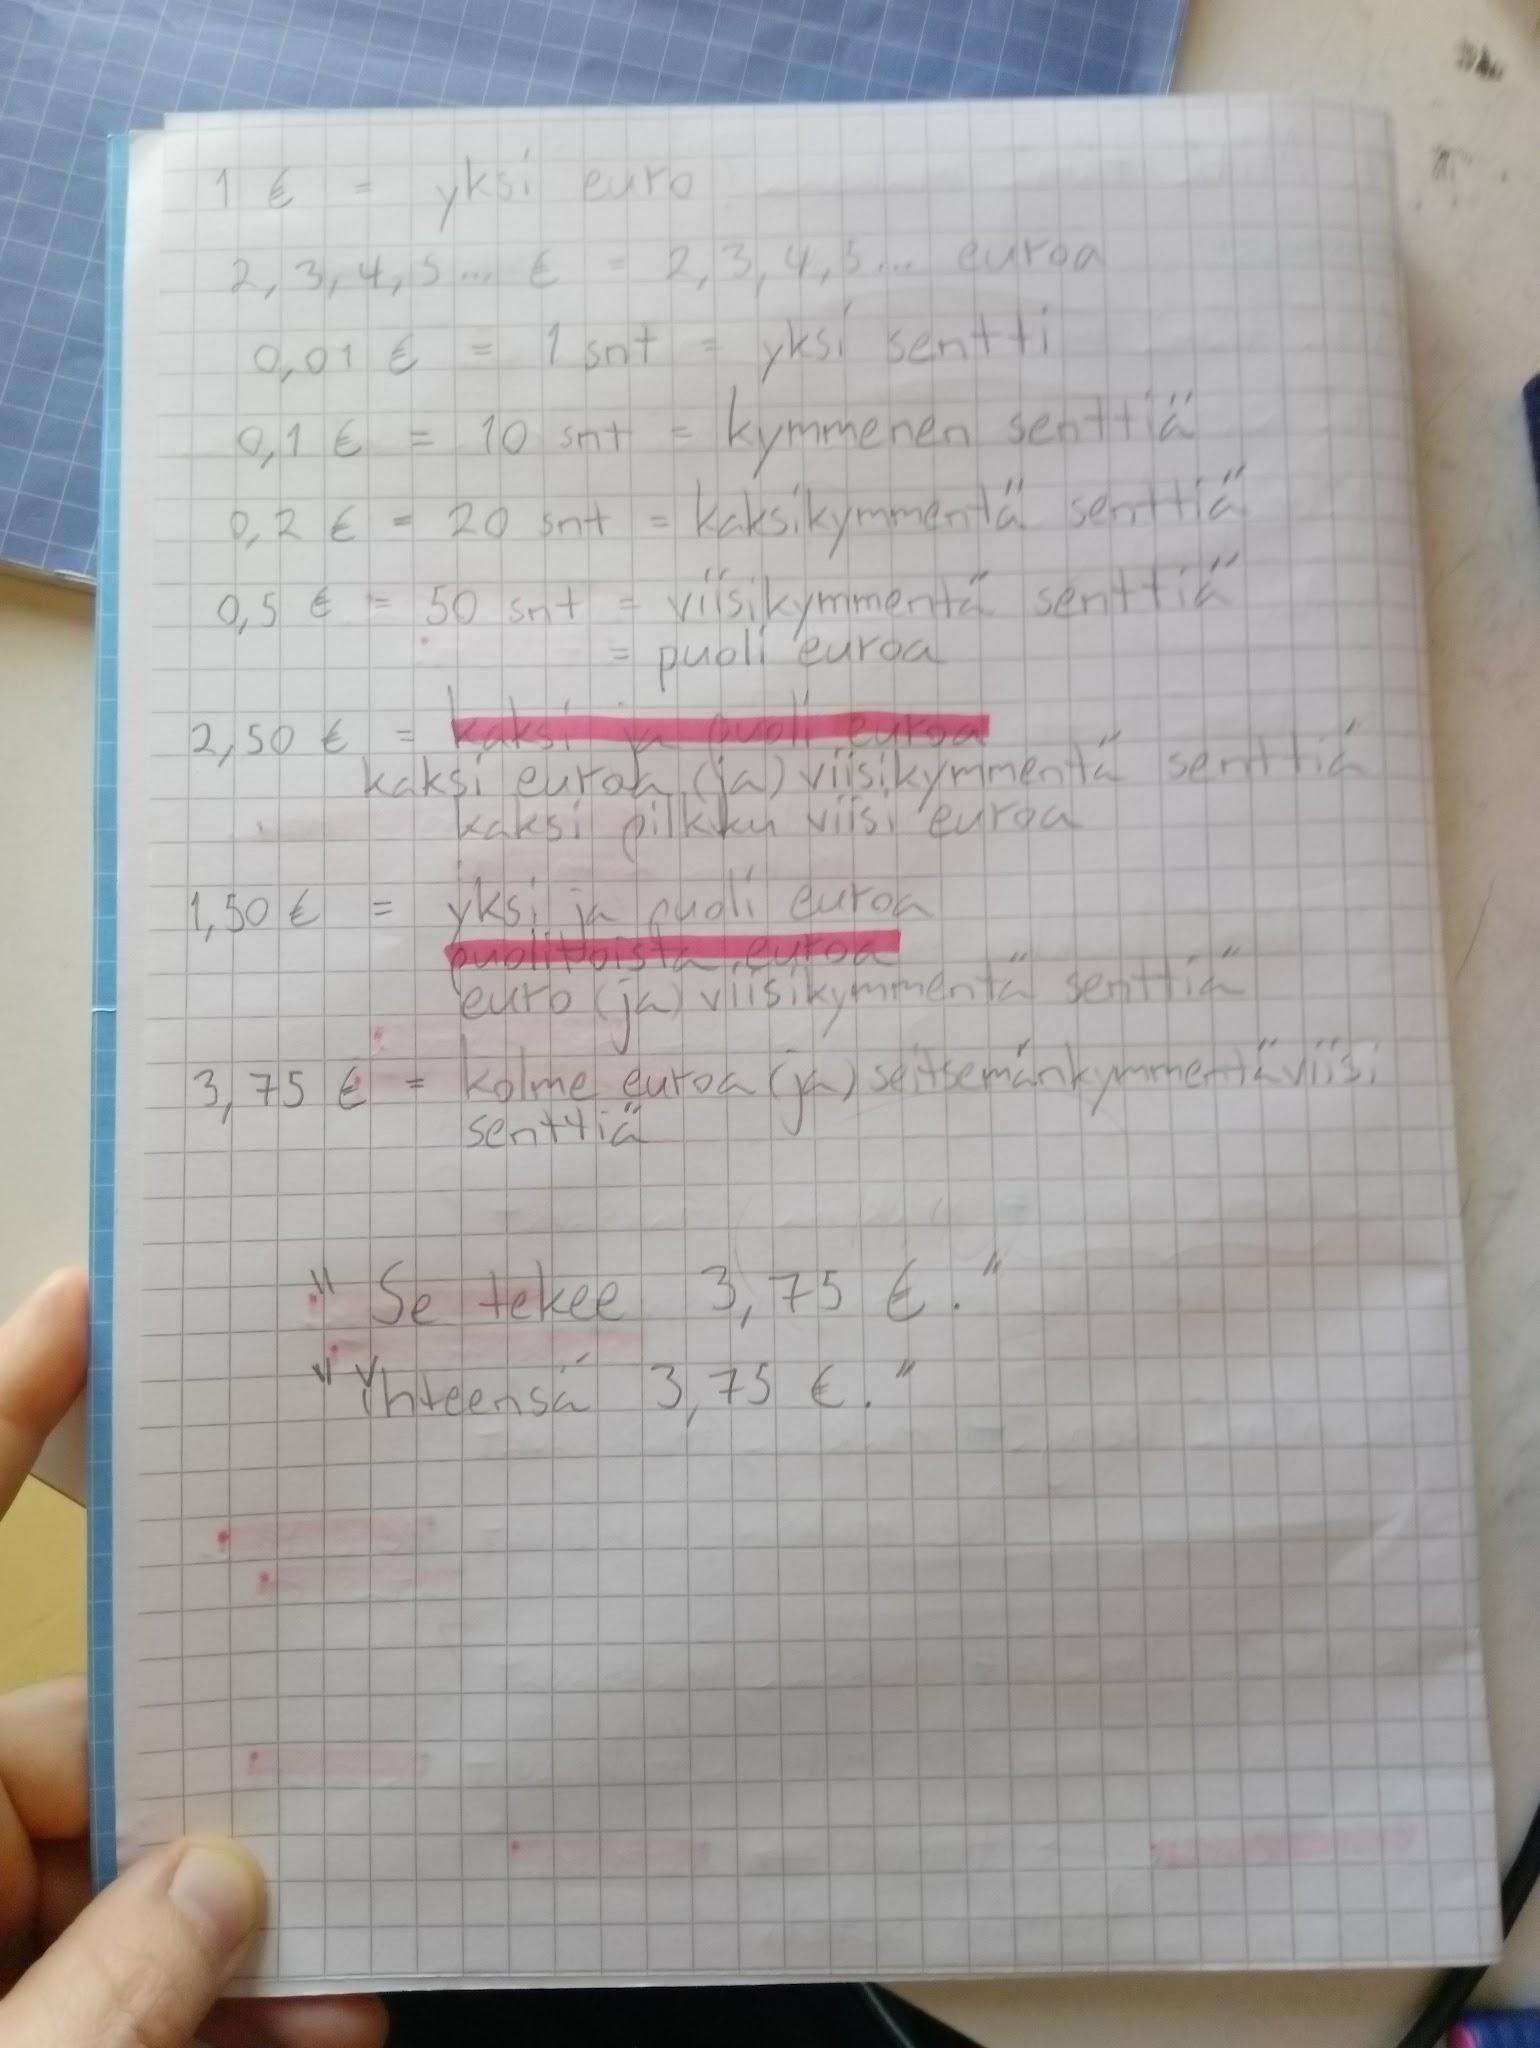 1 € = yksi euro
2, 3, 4, 5 ... € = 2, 3, 4, 5 ... euroa
0,01 € = 1 snt = yksi sentti
0,1 € = 10 snt = kymmenen senttiä
0,2 € = 20 snt = kaksikymmentä senttiä
0,5 € = 50 snt = viisikymmentä senttiä
= puoli euroa
2,50 € = kaksi ja puoli euroa
kaksi euroa (ja) viisikymmentä senttiä
kaksi pilkku viisi euroa
1,50 € = yksi ja puoli euroa
puolitoista euroa
euro (ja) viisikymmentä senttiä
3,75 € = kolme euroa (ja) seitsemänkymmentäviisi
senttiä
" Se tekee 3,75 €. "
" Yhteensä 3,75 €. "